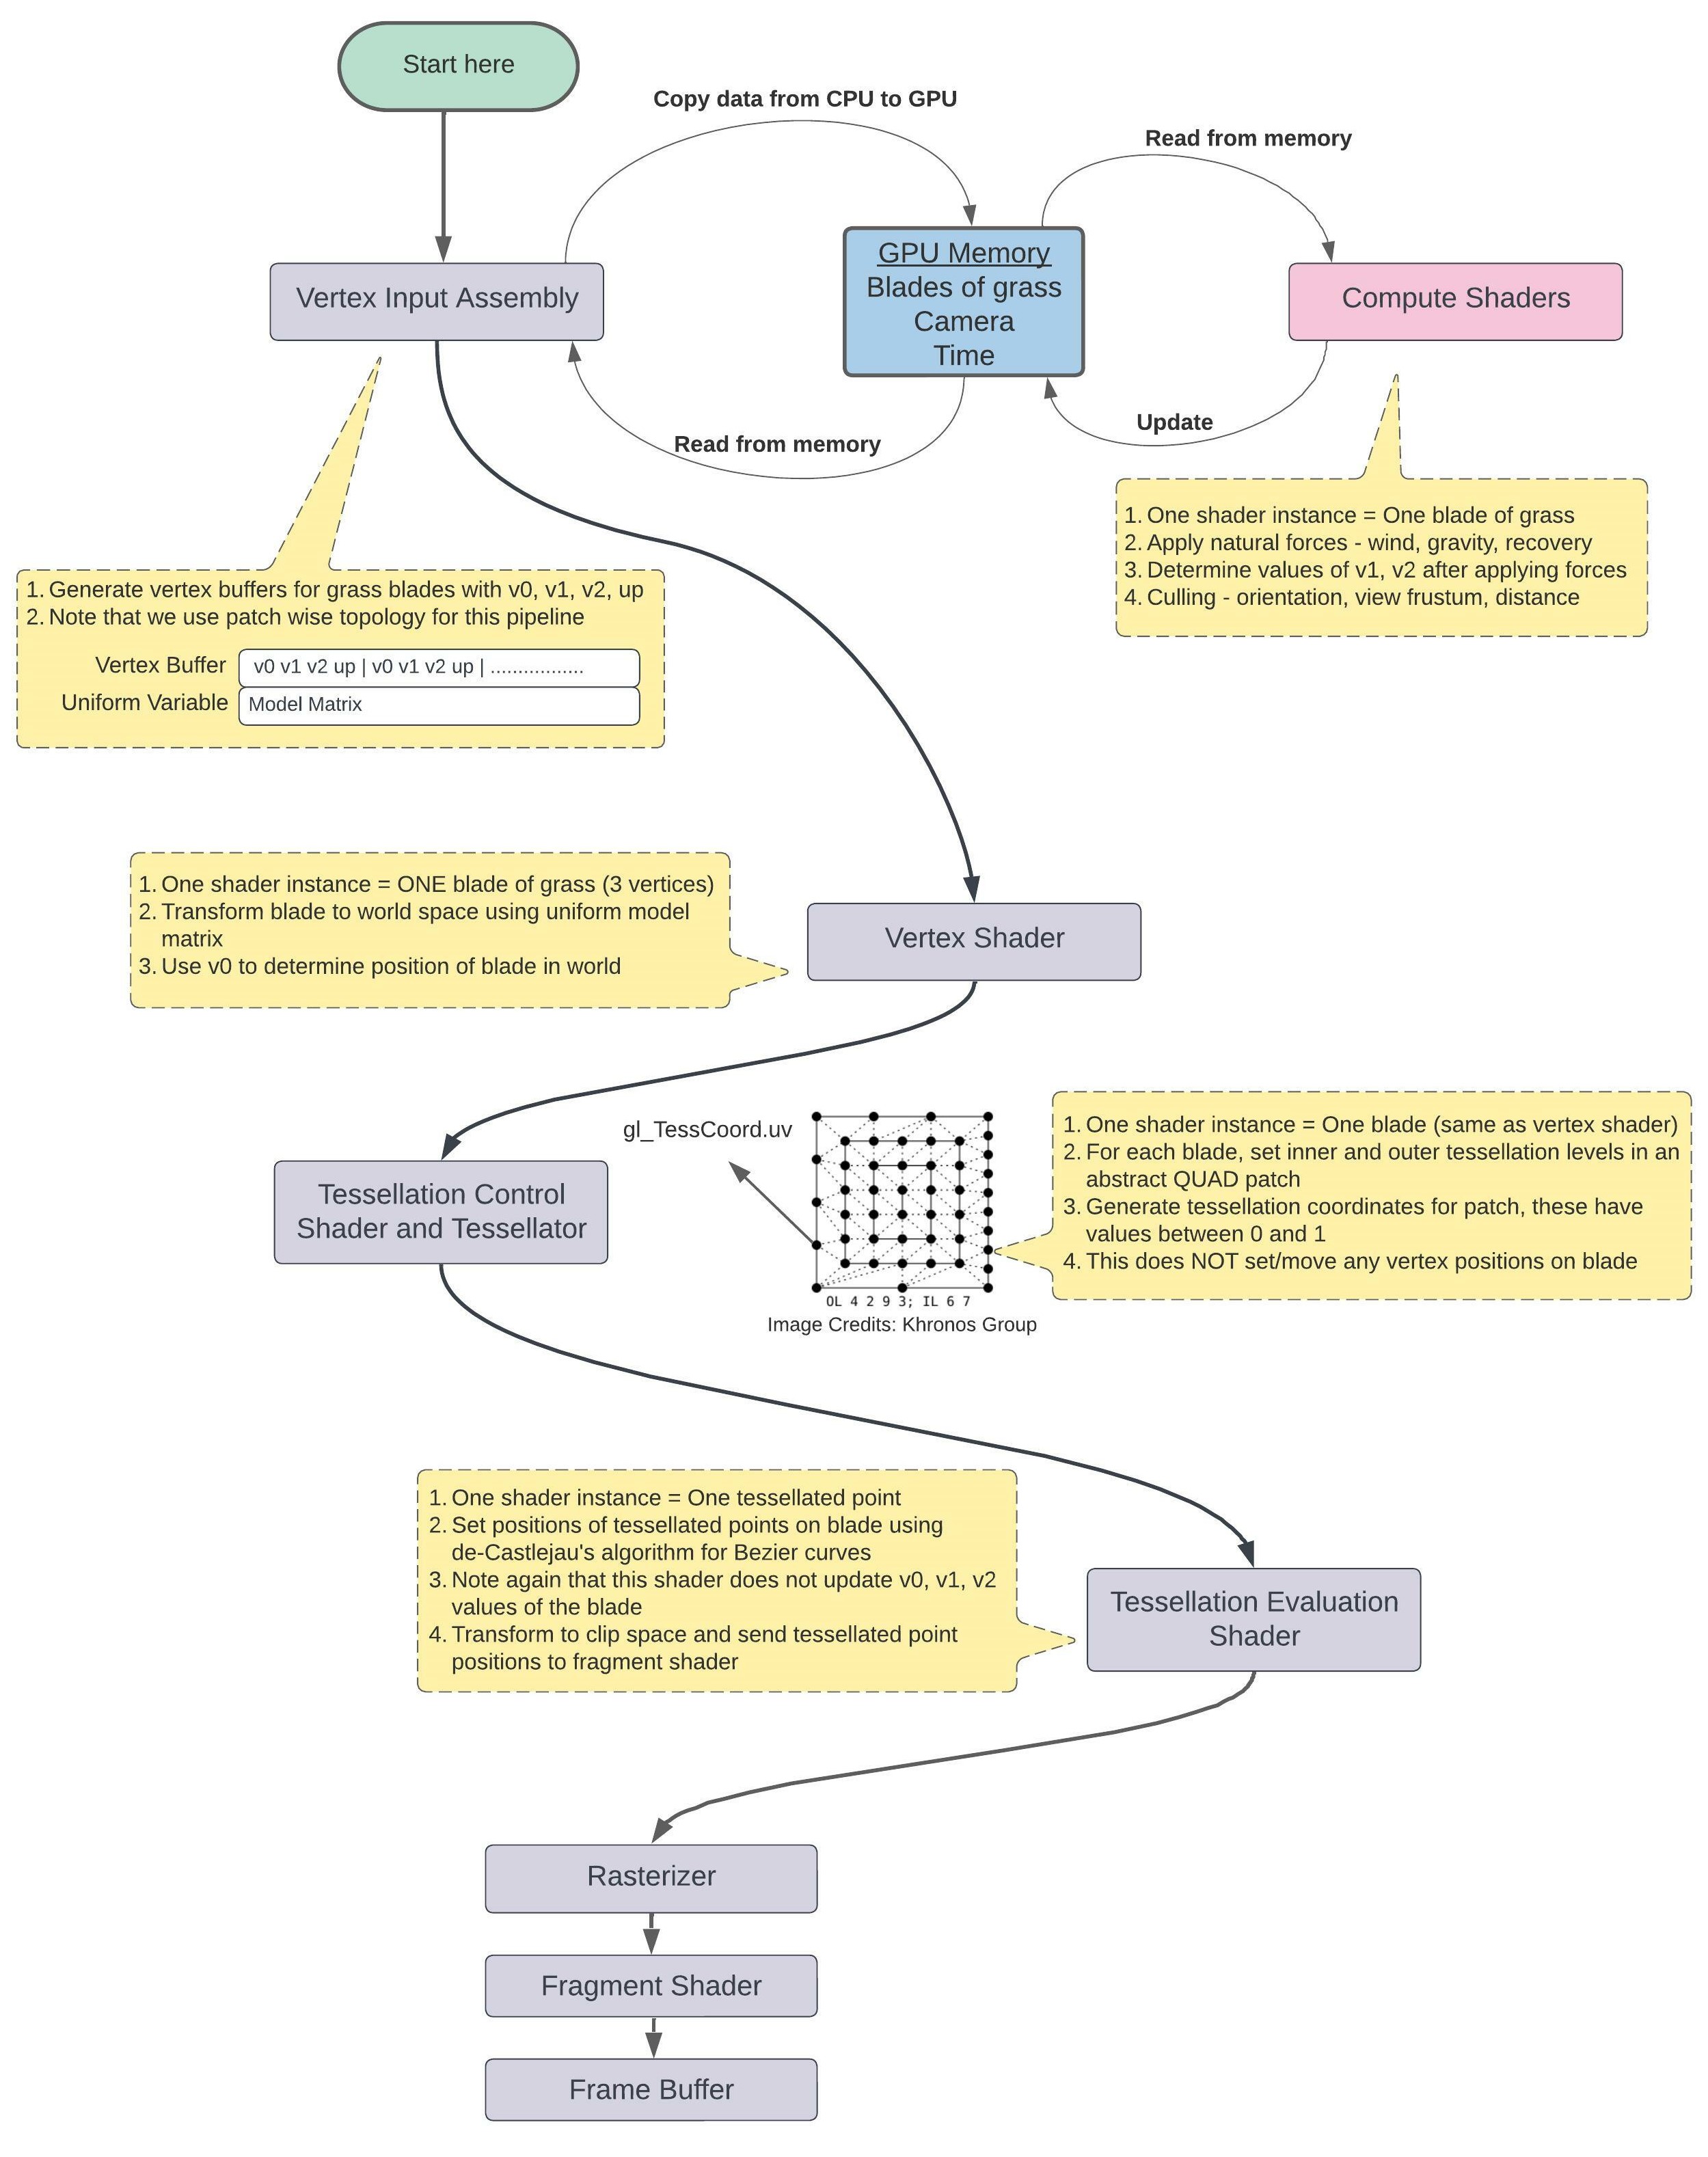 Start here
Copy data from CPU to GPU
Read from memory
Vertex Input Assembly
GPU Memory
Blades of grass
Camera
Time
Compute Shaders
Update
Read from memory
1. One shader instance = One blade of grass
2. Apply natural forces - wind, gravity, recovery
3. Determine values of v1, v2 after applying forces
4. Culling - orientation, view frustum, distance
1. Generate vertex buffers for grass blades with v0, v1, v2, up
2. Note that we use patch wise topology for this pipeline
Vertex Buffer
v0 v1 v2 up | v0 v1 v2 up | .................
Uniform Variable
Model Matrix
1. One shader instance = ONE blade of grass (3 vertices)
2. Transform blade to world space using uniform model
matrix
3. Use v0 to determine position of blade in world
Vertex Shader
Tessellation Control
Shader and Tessellator
gl_TessCoord.uv
OL 4 2 9 3; IL 6 7
Image Credits: Khronos Group
1. One shader instance = One blade (same as vertex shader)
2. For each blade, set inner and outer tessellation levels in an
abstract QUAD patch
3. Generate tessellation coordinates for patch, these have
values between 0 and 1
4. This does NOT set/move any vertex positions on blade
1. One shader instance = One tessellated point
2. Set positions of tessellated points on blade using
de-Castlejau's algorithm for Bezier curves
3. Note again that this shader does not update v0, v1, v2
values of the blade
4. Transform to clip space and send tessellated point
positions to fragment shader
Tessellation Evaluation
Shader
Rasterizer
Fragment Shader
Frame Buffer